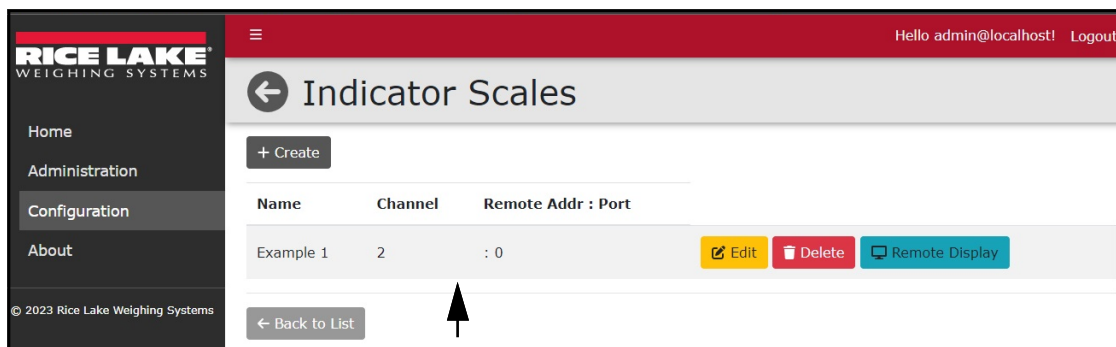 RICE LAKE
WEIGHING SYSTEMS
Home
Administration
Configuration
About
© 2023 Rice Lake Weighing Systems
Hello admin@localhost! Logout
Indicator Scales
+ Create
Name Channel Remote Addr : Port
Example 1 2 : 0 Edit Delete Remote Display
← Back to List